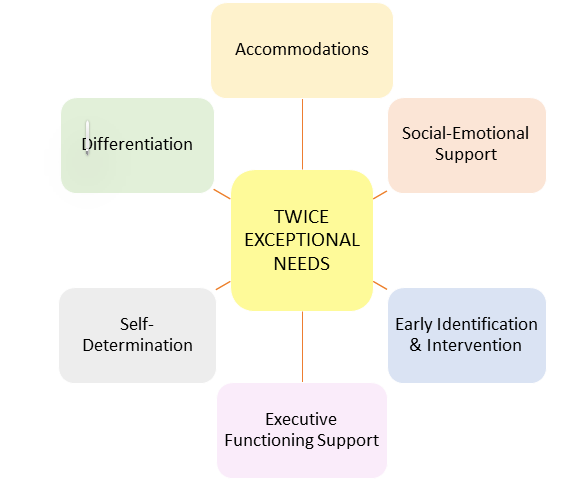 Accommodations
Differentiation
Social-Emotional
Support
TWICE
EXCEPTIONAL
NEEDS
Self-
Determination
Early Identification
& Intervention
Executive
Functioning Support